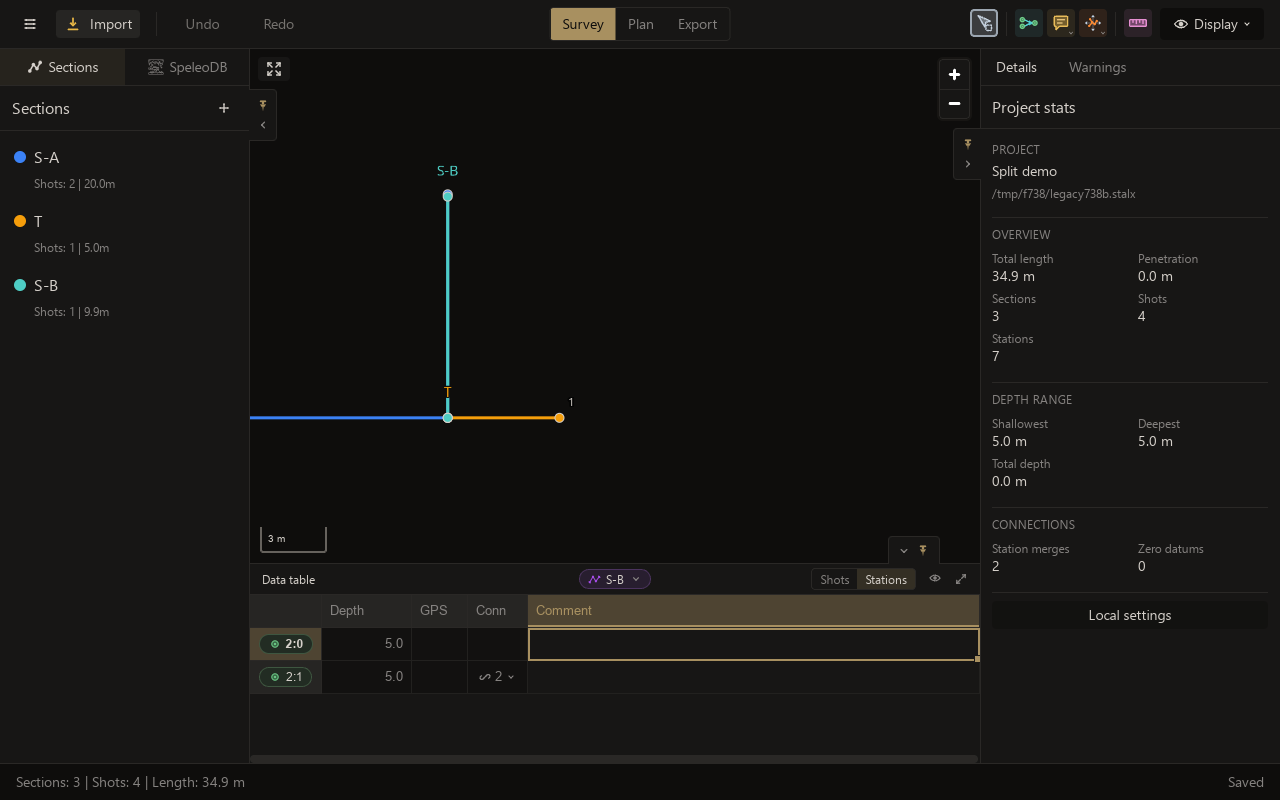 Import
Undo
Redo
Survey
Plan
Export
Display
Sections
SpeleoDB
Sections
S-A
Shots: 2 | 20.0m
T
Shots: 1 | 5.0m
S-B
Shots: 1 | 9.9m
S-B
T
1
3 m
Details
Warnings
Project stats
PROJECT
Split demo
/tmp/f738/legacy738b.stalx
OVERVIEW
Total length
Penetration
34.9 m
0.0 m
Sections
Shots
3
4
Stations
7
DEPTH RANGE
Shallowest
Deepest
5.0 m
5.0 m
Total depth
0.0 m
CONNECTIONS
Station merges
Zero datums
2
0
Local settings
Data table
S-B
Shots
Stations
Depth
GPS
Conn
Comment
2:0
5.0
2:1
5.0
2
Sections: 3 | Shots: 4 | Length: 34.9 m
Saved